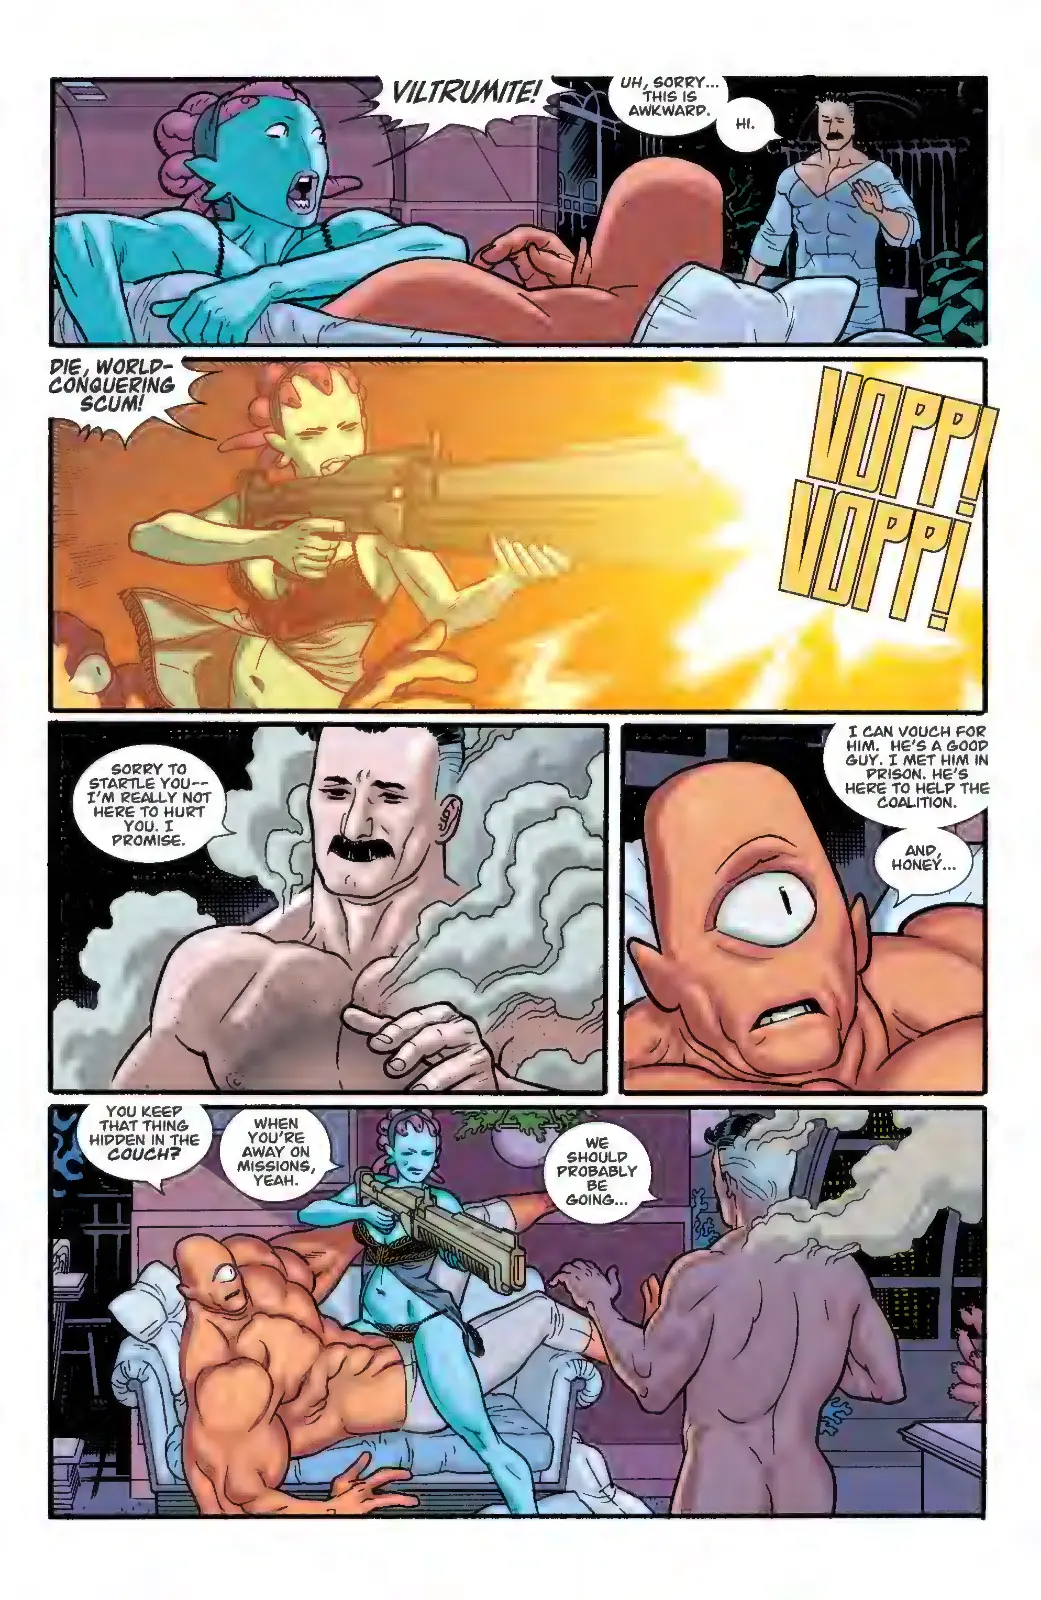 VILTRUMITE!
UH, SORRY...
THIS IS
AWKWARD.
HI.
DIE, WORLD-
CONQUERING
SCUM!
VOPP!
VOPP!
SORRY TO
STARTLE YOU--
I'M REALLY NOT
HERE TO HURT
YOU. I
PROMISE.
I CAN VOUCH FOR
HIM. HE'S A GOOD
GUY. I MET HIM IN
PRISON. HE'S
HERE TO HELP THE
COALITION.
AND,
HONEY...
YOU KEEP
THAT THING
HIDDEN IN THE
COUCH?
WHEN
YOU'RE
AWAY ON
MISSIONS,
YEAH.
WE
SHOULD
PROBABLY
BE
GOING...